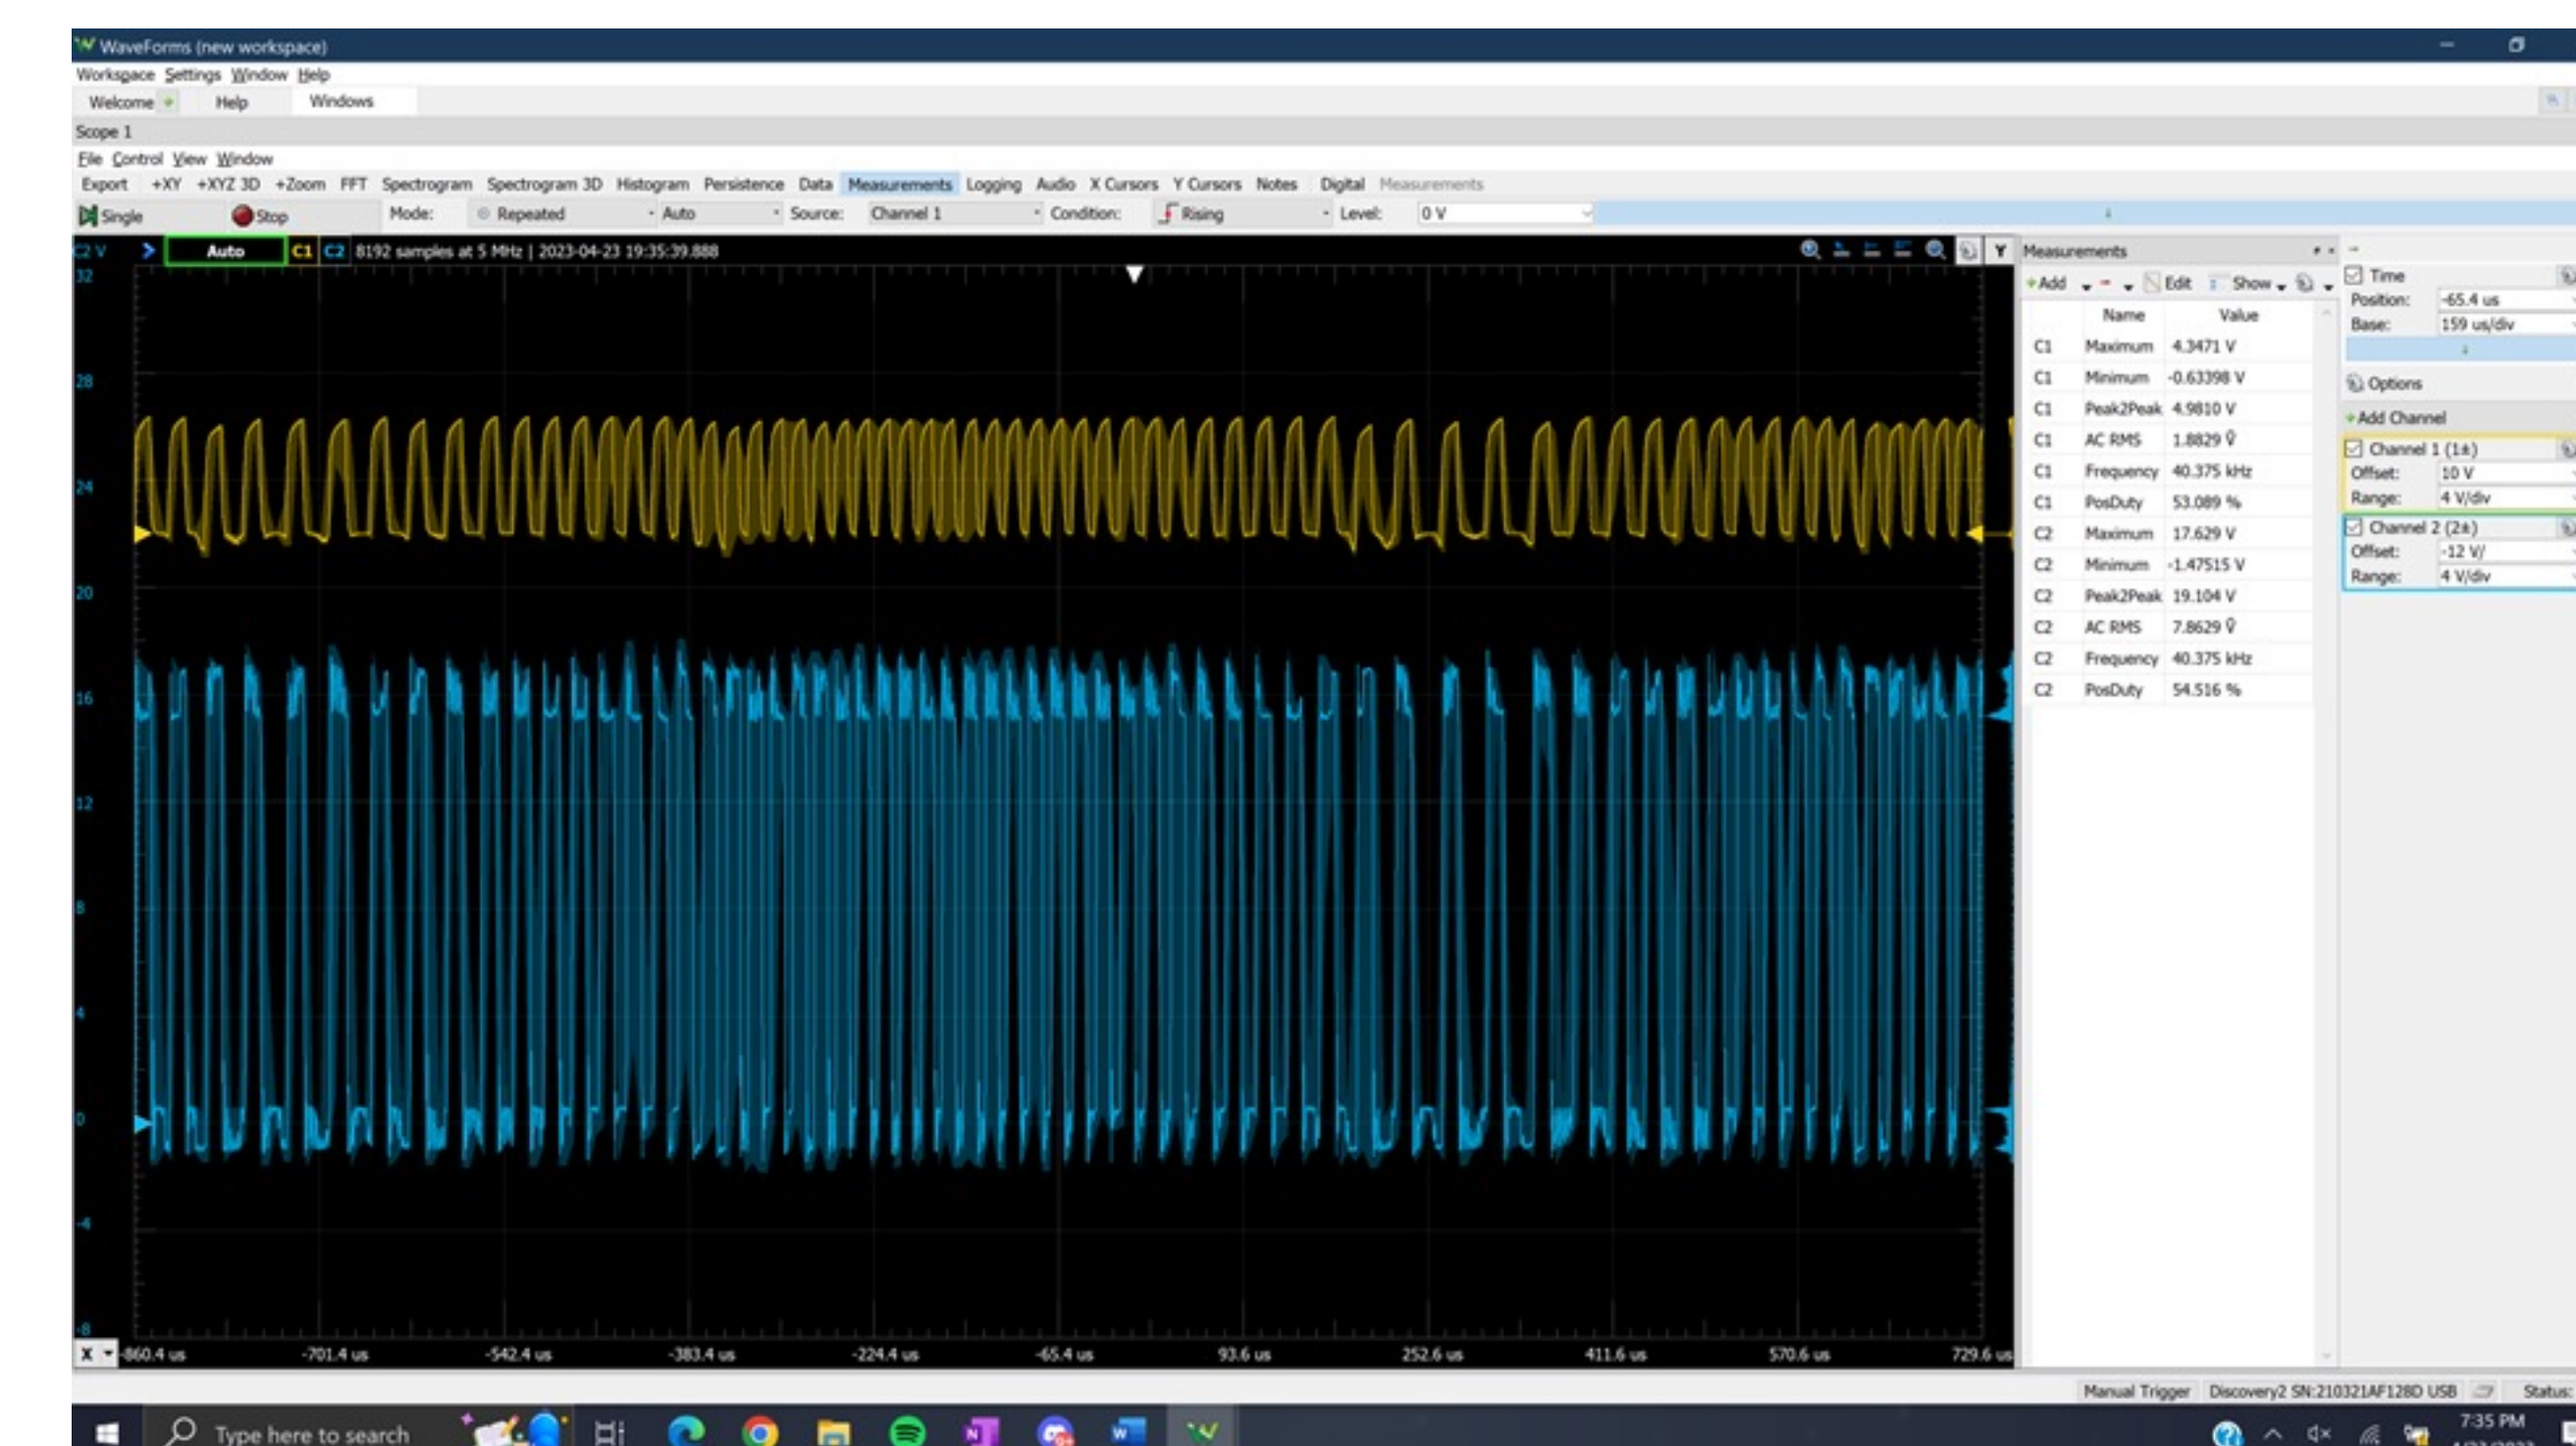 WaveForms (new workspace)
Workspace Settings Window Help
Welcome Help Windows
Scope 1
File Control View Window
Export +XY +XYZ 3D +Zoom FFT Spectrogram Spectrogram 3D Histogram Persistence Data Measurements Logging Audio X Cursors Y Cursors Notes Digital Measurements
Single Stop Mode: Repeated Auto Source: Channel 1 Condition: Rising Level: 0 V
C2 V Auto C1 C2 8192 samples at 5 MHz | 2023-04-23 19:35:39.888 Y
32
28
24
20
16
12
8
4
0
-4
-8
X -860.4 us -701.4 us -542.4 us -383.4 us -224.4 us -65.4 us 93.6 us 252.6 us 411.6 us 570.6 us 729.6 us
Measurements
+Add Edit Show
Name Value
C1 Maximum 4.3471 V
C1 Minimum -0.63398 V
C1 Peak2Peak 4.9810 V
C1 AC RMS 1.8829 V
C1 Frequency 40.375 kHz
C1 PosDuty 53.089 %
C2 Maximum 17.629 V
C2 Minimum -1.47515 V
C2 Peak2Peak 19.104 V
C2 AC RMS 7.8629 V
C2 Frequency 40.375 kHz
C2 PosDuty 54.516 %
Time
Position: -65.4 us
Base: 159 us/div
Options
+Add Channel
Channel 1 (1±)
Offset: 10 V
Range: 4 V/div
Channel 2 (2±)
Offset: -12 V/
Range: 4 V/div
Manual Trigger Discovery2 SN:210321AF128D USB Status:
Type here to search
7:35 PM